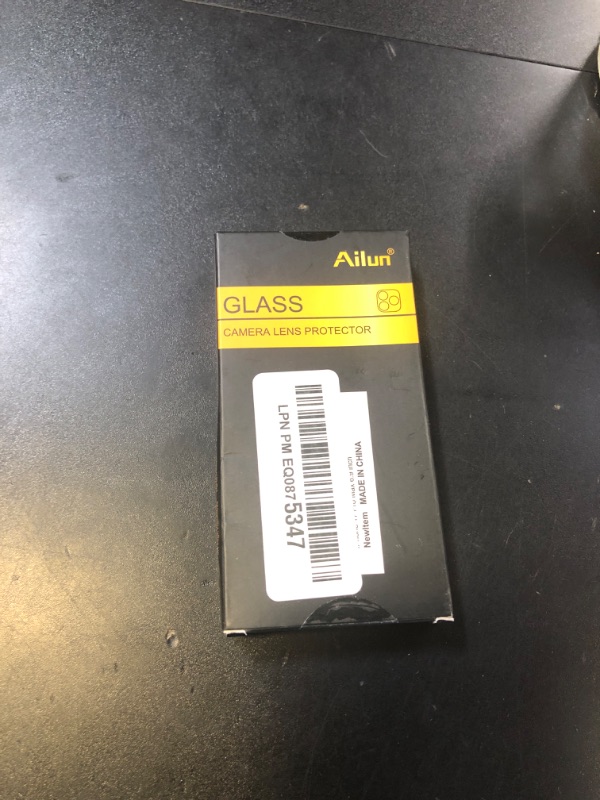 Ailun®
GLASS
CAMERA LENS PROTECTOR
LPN PM EQ0875347
NewItem MADE IN CHINA